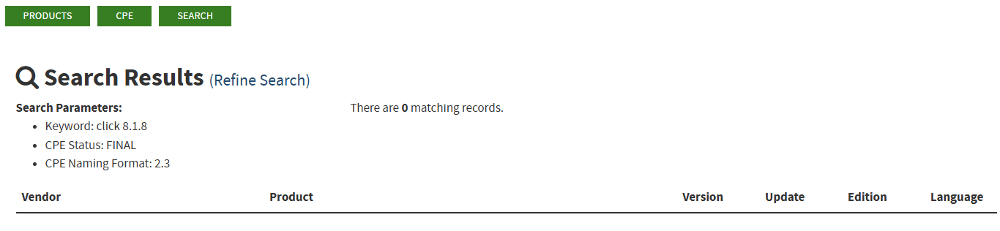 PRODUCTS CPE SEARCH
Search Results (Refine Search)
Search Parameters: There are 0 matching records.
Keyword: click 8.1.8
CPE Status: FINAL
CPE Naming Format: 2.3
Vendor Product Version Update Edition Language